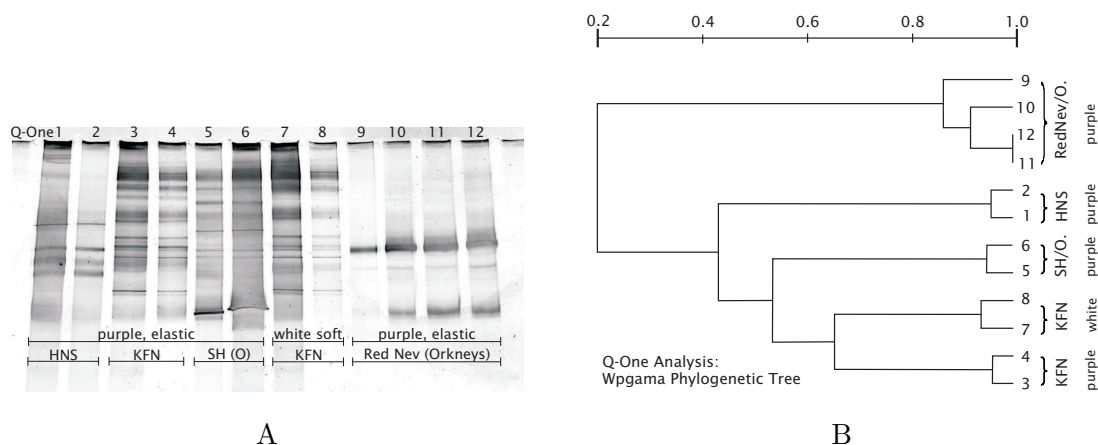 Q-One1 2 3 4 5 6 7 8 9 10 11 12
purple, elastic white soft purple, elastic
HNS KFN SH (O) KFN Red Nev (Orkneys)
A
0.2 0.4 0.6 0.8 1.0
9
10
12
11
RedNev/O.
purple
2
1
HNS
purple
6
5
SH/O.
purple
8
7
KFN
white
4
3
KFN
purple
Q-One Analysis:
Wpgama Phylogenetic Tree
B